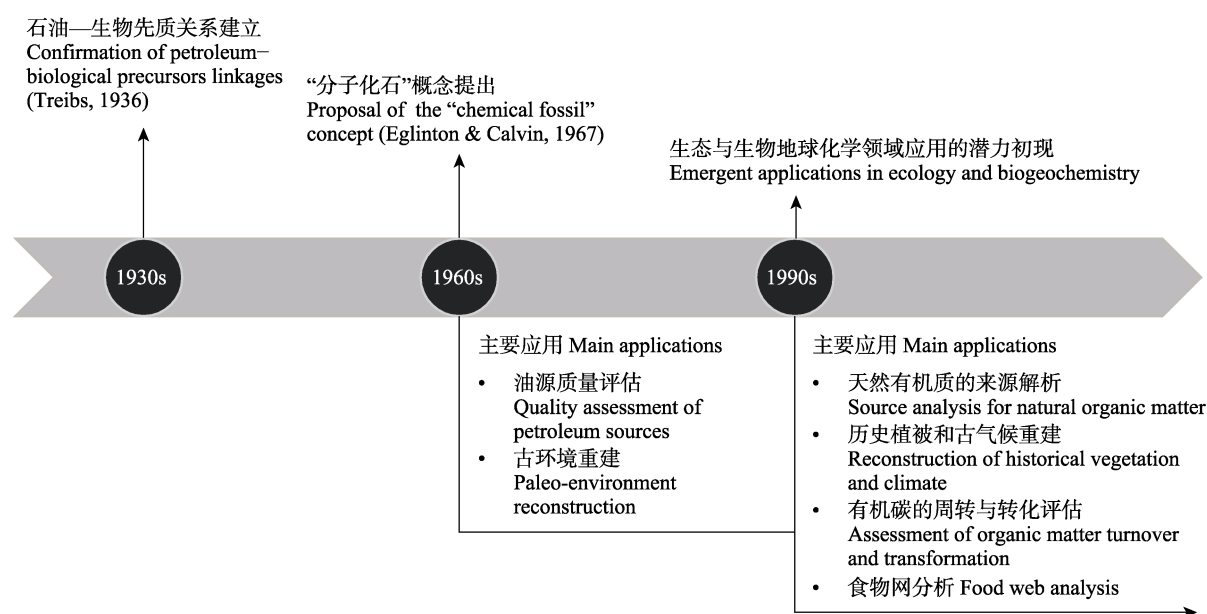 石油—生物先质关系建立
Confirmation of petroleum−
biological precursors linkages
(Treibs, 1936)
“分子化石”概念提出
Proposal of the “chemical fossil”
concept (Eglinton & Calvin, 1967)
生态与生物地球化学领域应用的潜力初现
Emergent applications in ecology and biogeochemistry
1930s
1960s
1990s
主要应用 Main applications
• 油源质量评估
Quality assessment of
petroleum sources
• 古环境重建
Paleo-environment
reconstruction
主要应用 Main applications
• 天然有机质的来源解析
Source analysis for natural organic matter
• 历史植被和古气候重建
Reconstruction of historical vegetation
and climate
• 有机碳的周转与转化评估
Assessment of organic matter turnover
and transformation
• 食物网分析 Food web analysis